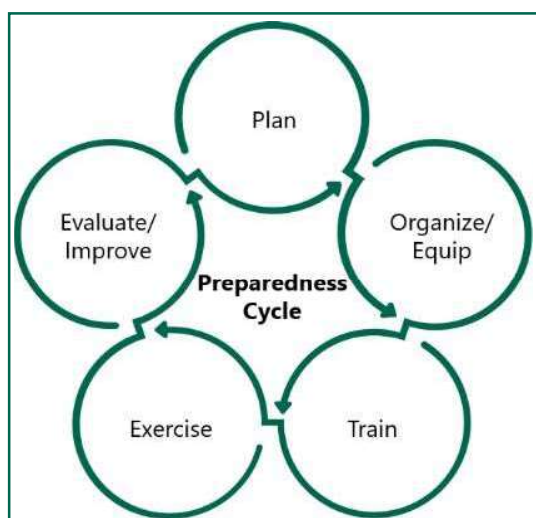 Plan
Organize/
Equip
Train
Exercise
Evaluate/
Improve
Preparedness
Cycle